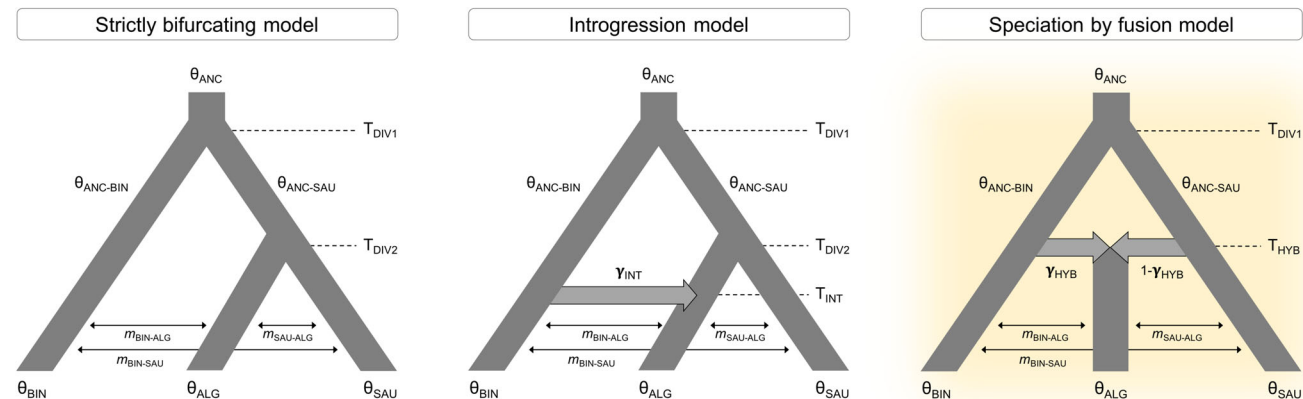 Strictly bifurcating model
θANC
TDIV1
θANC-BIN
θANC-SAU
TDIV2
mBIN-ALG
mSAU-ALG
mBIN-SAU
θBIN
θALG
θSAU
Introgression model
θANC
TDIV1
θANC-BIN
θANC-SAU
TDIV2
γINT
TINT
mBIN-ALG
mSAU-ALG
mBIN-SAU
θBIN
θALG
θSAU
Speciation by fusion model
θANC
TDIV1
θANC-BIN
θANC-SAU
THYB
γHYB
1-γHYB
mBIN-ALG
mSAU-ALG
mBIN-SAU
θBIN
θALG
θSAU